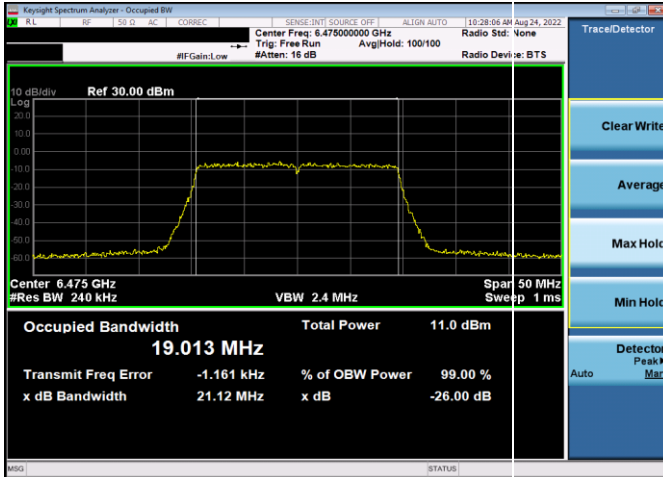 Keysight Spectrum Analyzer - Occupied BW
RL RF 50 Ω AC CORREC SENSE:INT SOURCE OFF ALIGN AUTO 10:28:06 AM Aug 24, 2022
Center Freq: 6.475000000 GHz Radio Std: None
Trig: Free Run Avg|Hold: 100/100
#IFGain:Low #Atten: 16 dB Radio Device: BTS
Trace/Detector
10 dB/div Ref 30.00 dBm
Log
20.0
10.0
0.00
-10.0
-20.0
-30.0
-40.0
-50.0
-60.0
Center 6.475 GHz Span 50 MHz
#Res BW 240 kHz VBW 2.4 MHz Sweep 1 ms
Occupied Bandwidth Total Power 11.0 dBm
19.013 MHz
Transmit Freq Error -1.161 kHz % of OBW Power 99.00 %
x dB Bandwidth 21.12 MHz x dB -26.00 dB
Clear Write
Average
Max Hold
Min Hold
Detector
Peak
Auto Man
MSG STATUS